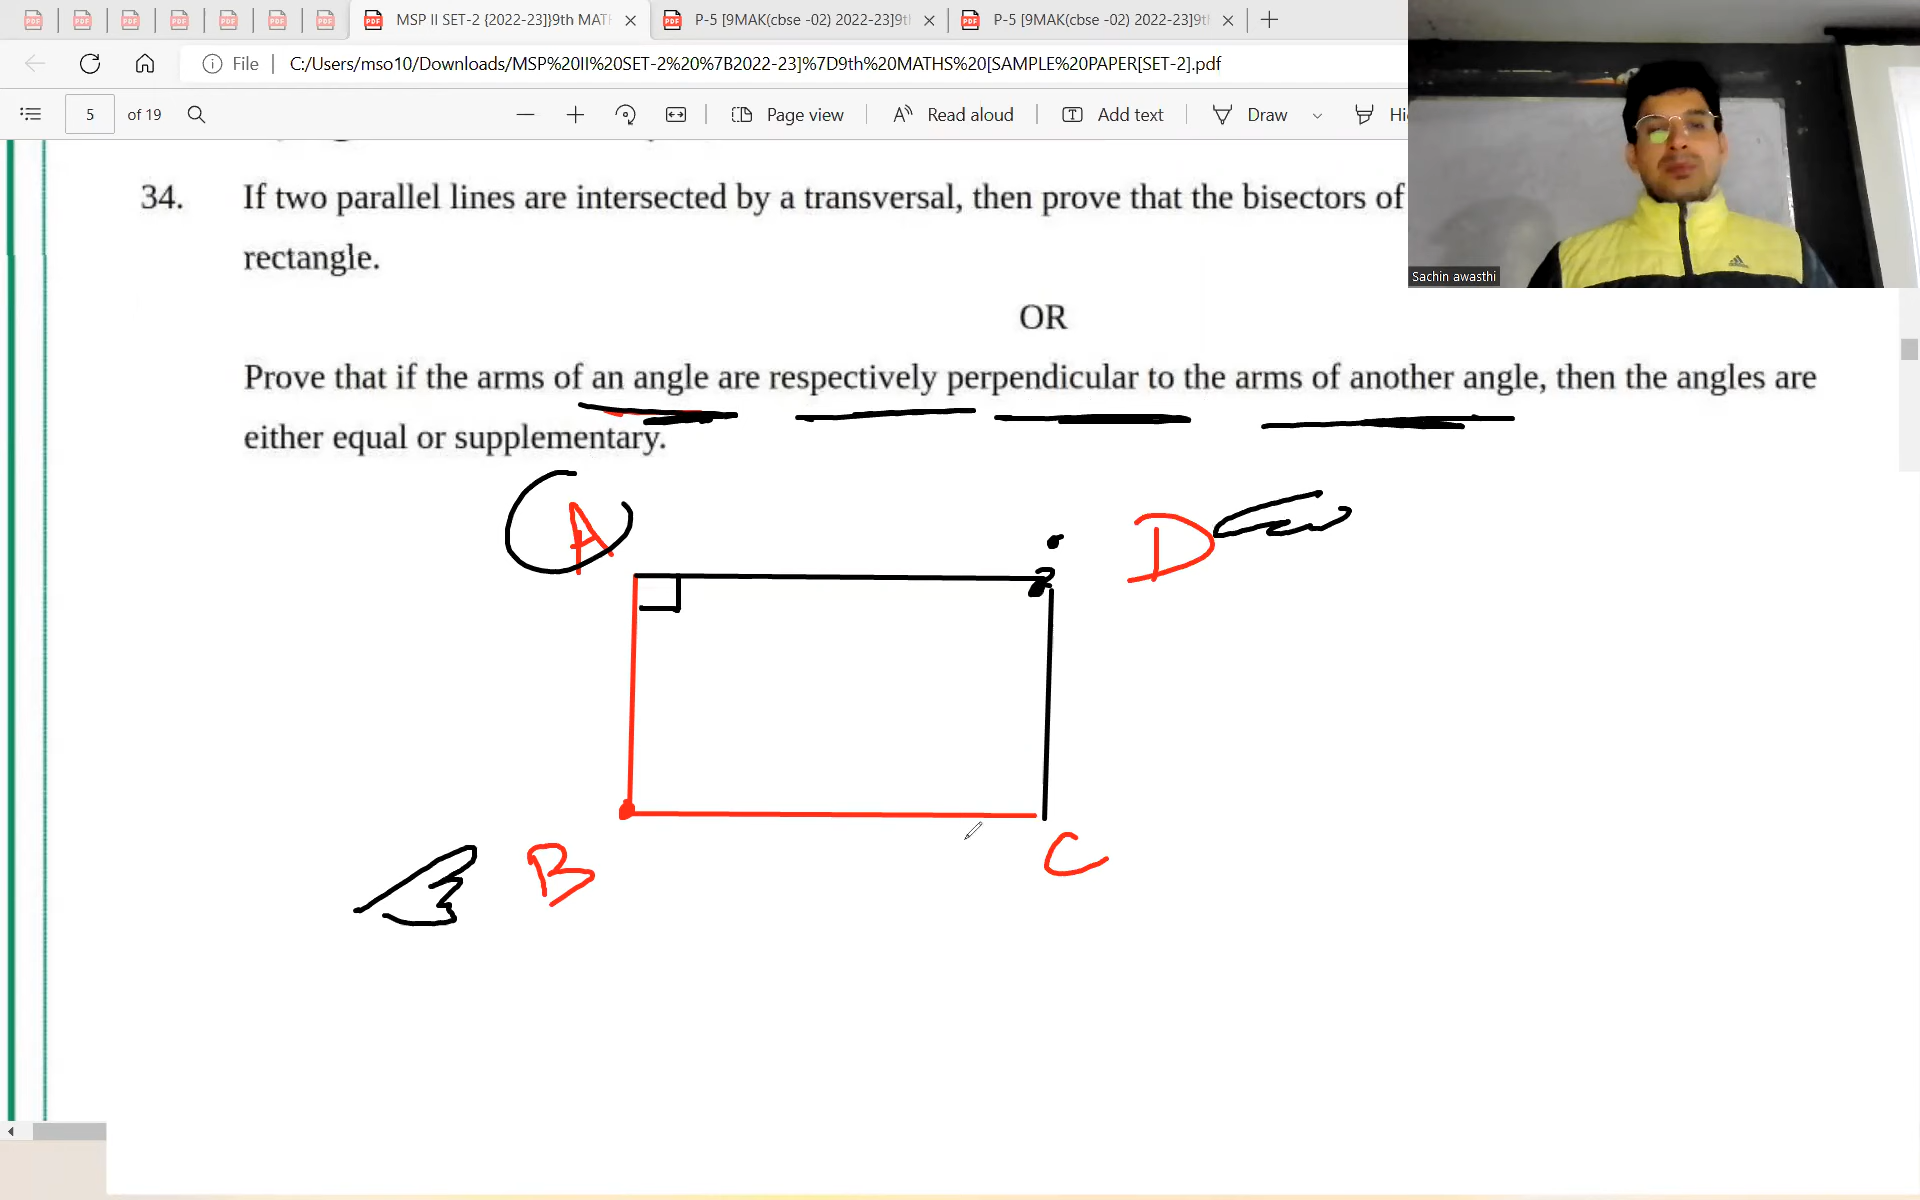 MSP II SET-2 {2022-23]}9th MAT
P-5 [9MAK(cbse -02) 2022-23]9t
P-5 [9MAK(cbse -02) 2022-23]9t
File
C:/Users/mso10/Downloads/MSP%20II%20SET-2%20%7B2022-23]%7D9th%20MATHS%20[SAMPLE%20PAPER[SET-2].pdf
5 of 19
Page view
Read aloud
Add text
Draw
Hi
Sachin awasthi
34. If two parallel lines are intersected by a transversal, then prove that the bisectors of
rectangle.
OR
Prove that if the arms of an angle are respectively perpendicular to the arms of another angle, then the angles are
either equal or supplementary.
A
D
B
C